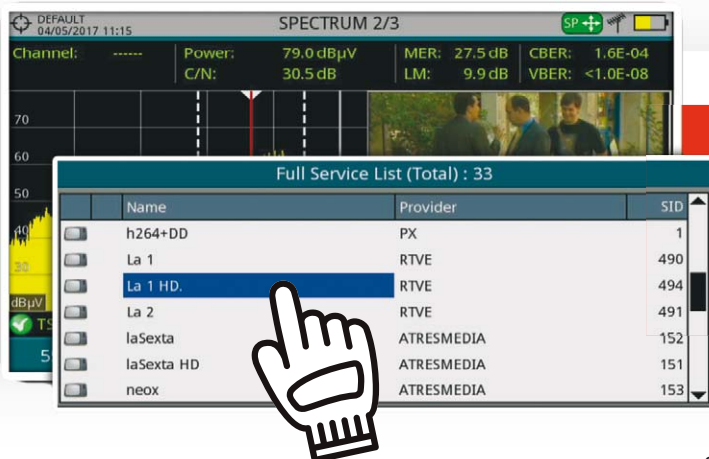 DEFAULT
04/05/2017 11:15
SPECTRUM 2/3
SP
Channel: ------ Power: 79.0 dBµV MER: 27.5 dB CBER: 1.6E-04
C/N: 30.5 dB LM: 9.9 dB VBER: <1.0E-08
70
60
50
40
30
dBµV
TS
Full Service List (Total) : 33
Name Provider SID
h264+DD PX 1
La 1 RTVE 490
La 1 HD. RTVE 494
La 2 RTVE 491
laSexta ATRESMEDIA 152
laSexta HD ATRESMEDIA 151
neox ATRESMEDIA 153